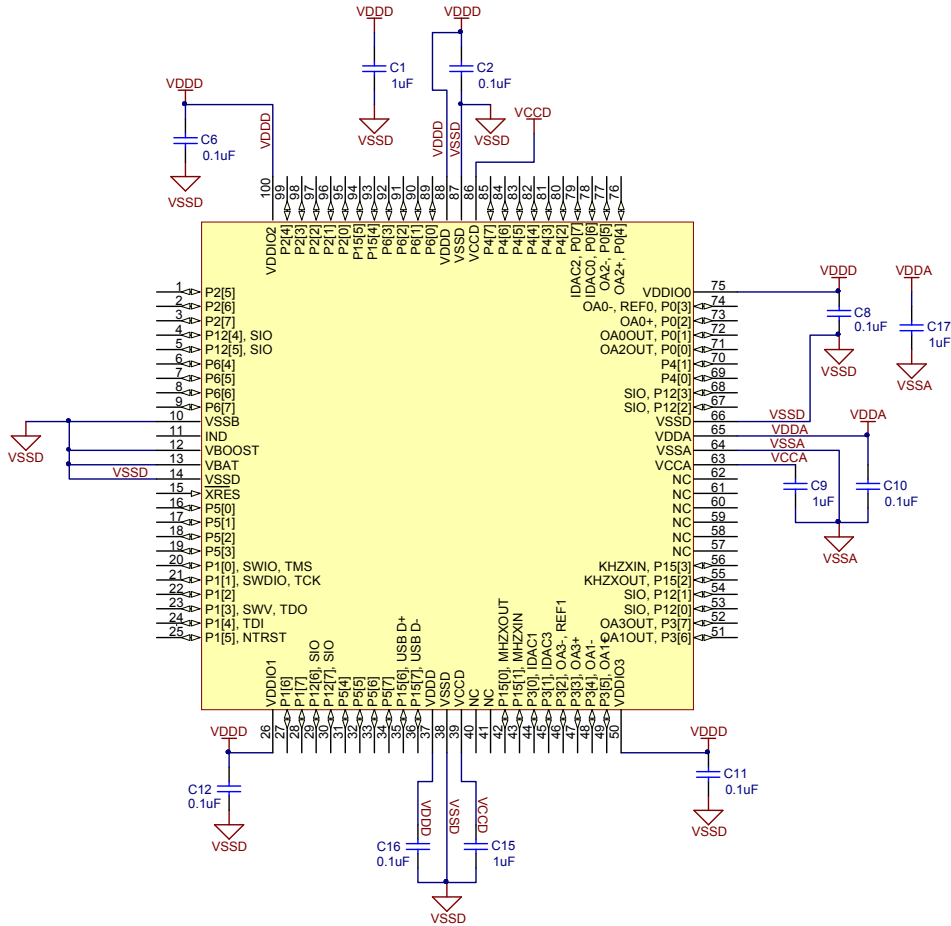 VDDD
VDDD
C1
1uF
VSSD
C2
0.1uF
VSSD
VDDD
VSSD
VCCD
VDDD
C6
0.1uF
VSSD
VDDD
100
99
98
97
96
95
94
93
92
91
90
89
88
87
86
85
84
83
82
81
80
79
78
77
76
VDDIO2
P2[4]
P2[3]
P2[2]
P2[1]
P2[0]
P15[5]
P15[4]
P6[3]
P6[2]
P6[1]
P6[0]
VDDD
VSSD
VCCD
P4[7]
P4[6]
P4[5]
P4[4]
P4[3]
P4[2]
IDAC2, P0[7]
IDAC0, P0[6]
OA2-, P0[5]
OA2+, P0[4]
1 P2[5]
2 P2[6]
3 P2[7]
4 P12[4], SIO
5 P12[5], SIO
6 P6[4]
7 P6[5]
8 P6[6]
9 P6[7]
10 VSSB
11 IND
12 VBOOST
13 VBAT
14 VSSD
15 XRES
16 P5[0]
17 P5[1]
18 P5[2]
19 P5[3]
20 P1[0], SWIO, TMS
21 P1[1], SWDIO, TCK
22 P1[2]
23 P1[3], SWV, TDO
24 P1[4], TDI
25 P1[5], NTRST
VSSD
VSSD
VDDIO0 75
OA0-, REF0, P0[3] 74
OA0+, P0[2] 73
OA0OUT, P0[1] 72
OA2OUT, P0[0] 71
P4[1] 70
P4[0] 69
SIO, P12[3] 68
SIO, P12[2] 67
VSSD 66
VDDA 65
VSSA 64
VCCA 63
NC 62
NC 61
NC 60
NC 59
NC 58
NC 57
KHZXIN, P15[3] 56
KHZXOUT, P15[2] 55
SIO, P12[1] 54
SIO, P12[0] 53
OA3OUT, P3[7] 52
OA1OUT, P3[6] 51
VDDD
C8
0.1uF
VSSD
VDDA
C17
1uF
VSSA
VSSD
VDDA
VSSA
VCCA
VDDA
C9
1uF
C10
0.1uF
VSSA
VDDIO1
P1[6]
P1[7]
P12[6], SIO
P12[7], SIO
P5[4]
P5[5]
P5[6]
P5[7]
P15[6], USB D+
P15[7], USB D-
VDDD
VSSD
VCCD
NC
NC
P15[0], MHZXOUT
P15[1], MHZXIN
P3[0], IDAC1
P3[1], IDAC3
P3[2], OA3-, REF1
P3[3], OA3+
P3[4], OA1-
P3[5], OA1+
VDDIO3
26
27
28
29
30
31
32
33
34
35
36
37
38
39
40
41
42
43
44
45
46
47
48
49
50
VDDD
C12
0.1uF
VSSD
VDDD
VSSD
VCCD
C16
0.1uF
C15
1uF
VSSD
VDDD
C11
0.1uF
VSSD